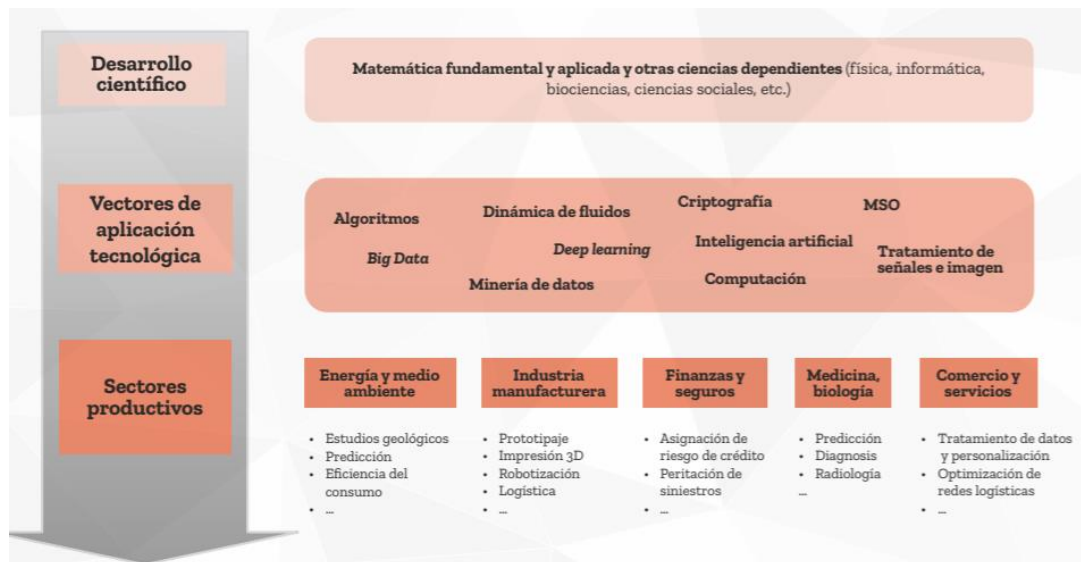 Desarrollo
científico
Matemática fundamental y aplicada y otras ciencias dependientes (física, informática,
biociencias, ciencias sociales, etc.)
Vectores de
aplicación
tecnológica
Algoritmos
Dinámica de fluidos
Criptografía
MSO
Big Data
Deep learning
Inteligencia artificial
Tratamiento de
señales e imagen
Minería de datos
Computación
Sectores
productivos
Energía y medio
ambiente
• Estudios geológicos
• Predicción
• Eficiencia del
consumo
• ...
Industria
manufacturera
• Prototipaje
• Impresión 3D
• Robotización
• Logística
• ...
Finanzas y
seguros
• Asignación de
riesgo de crédito
• Peritación de
siniestros
• ...
Medicina,
biología
• Predicción
• Diagnosis
• Radiología
...
Comercio y
servicios
• Tratamiento de datos
y personalización
• Optimización de
redes logísticas
• ...